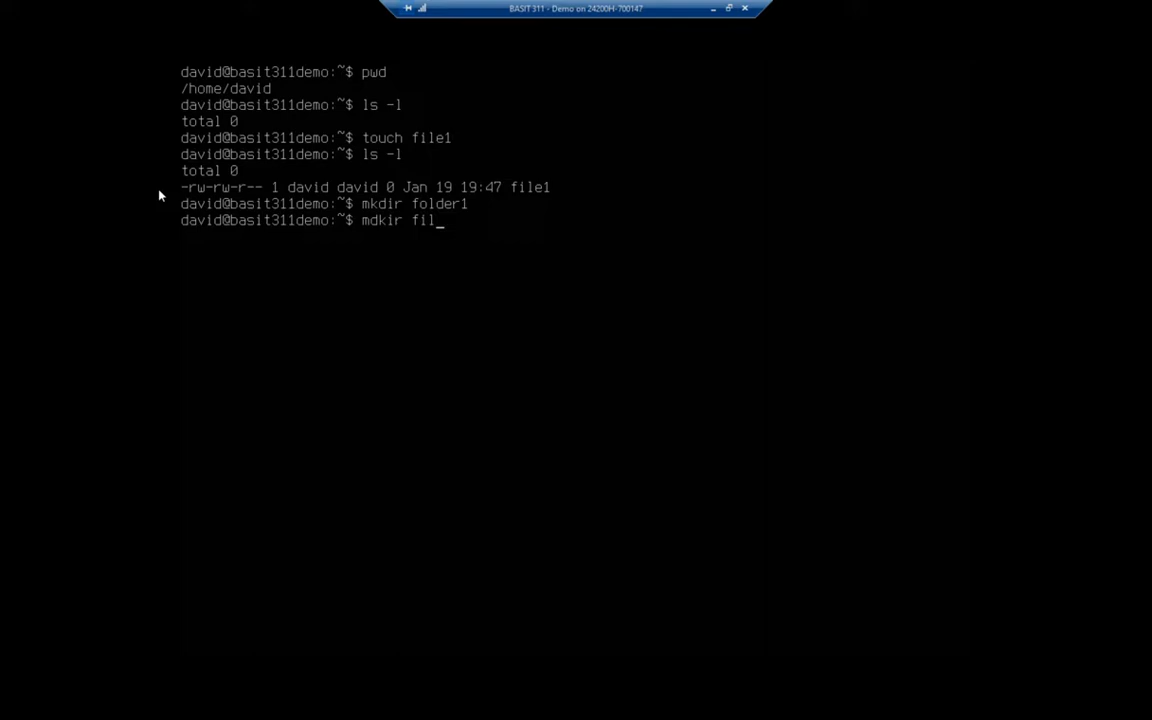 BASIT 311 - Demo on 24200H-700147
david@basit311demo:~$ pwd
/home/david
david@basit311demo:~$ ls -l
total 0
david@basit311demo:~$ touch file1
david@basit311demo:~$ ls -l
total 0
-rw-rw-r-- 1 david david 0 Jan 19 19:47 file1
david@basit311demo:~$ mkdir folder1
david@basit311demo:~$ mdkir fil_